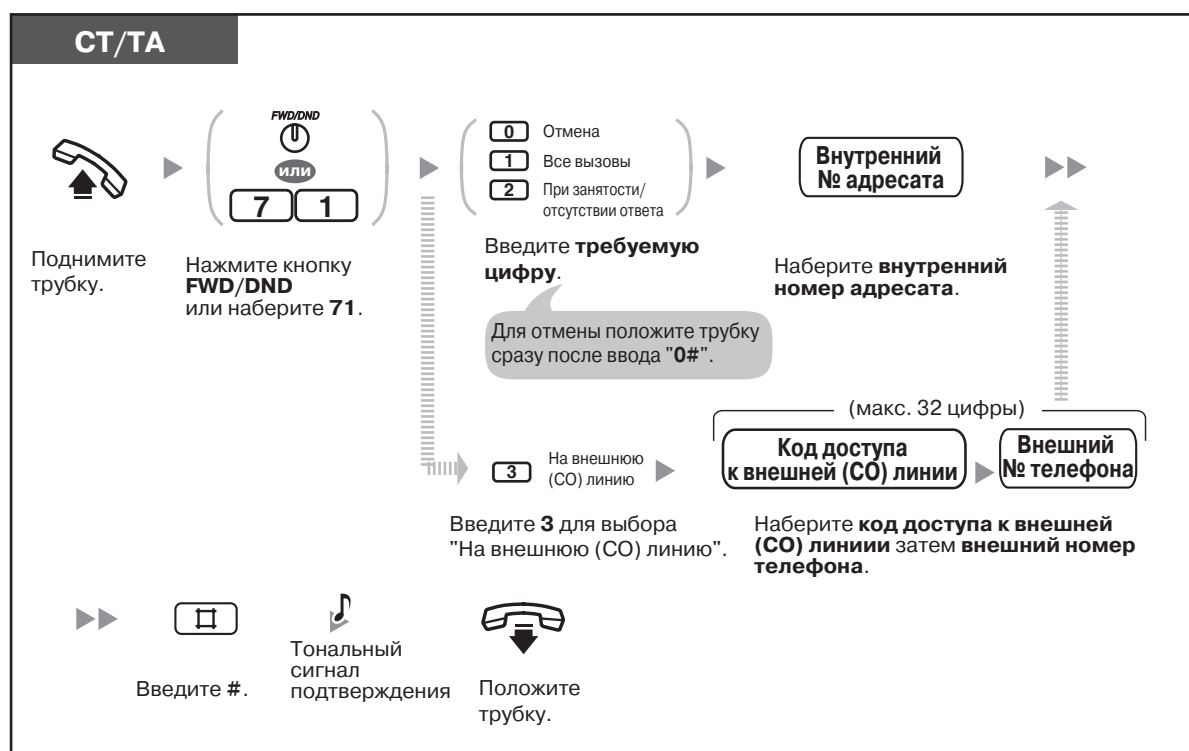 СТ/ТА
FWD/DND
или
7 1
0 Отмена
1 Все вызовы
2 При занятости/
отсутствии ответа
Внутренний
№ адресата
Поднимите
трубку.
Нажмите кнопку
FWD/DND
или наберите 71.
Введите требуемую
цифру.
Наберите внутренний
номер адресата.
Для отмены положите трубку
сразу после ввода "0#".
(макс. 32 цифры)
3 На внешнюю
(СО) линию
Код доступа
к внешней (СО) линии
Внешний
№ телефона
Введите 3 для выбора
"На внешнюю (СО) линию".
Наберите код доступа к внешней
(СО) линиии затем внешний номер
телефона.
#
Введите #.
Тональный
сигнал
подтверждения
Положите
трубку.